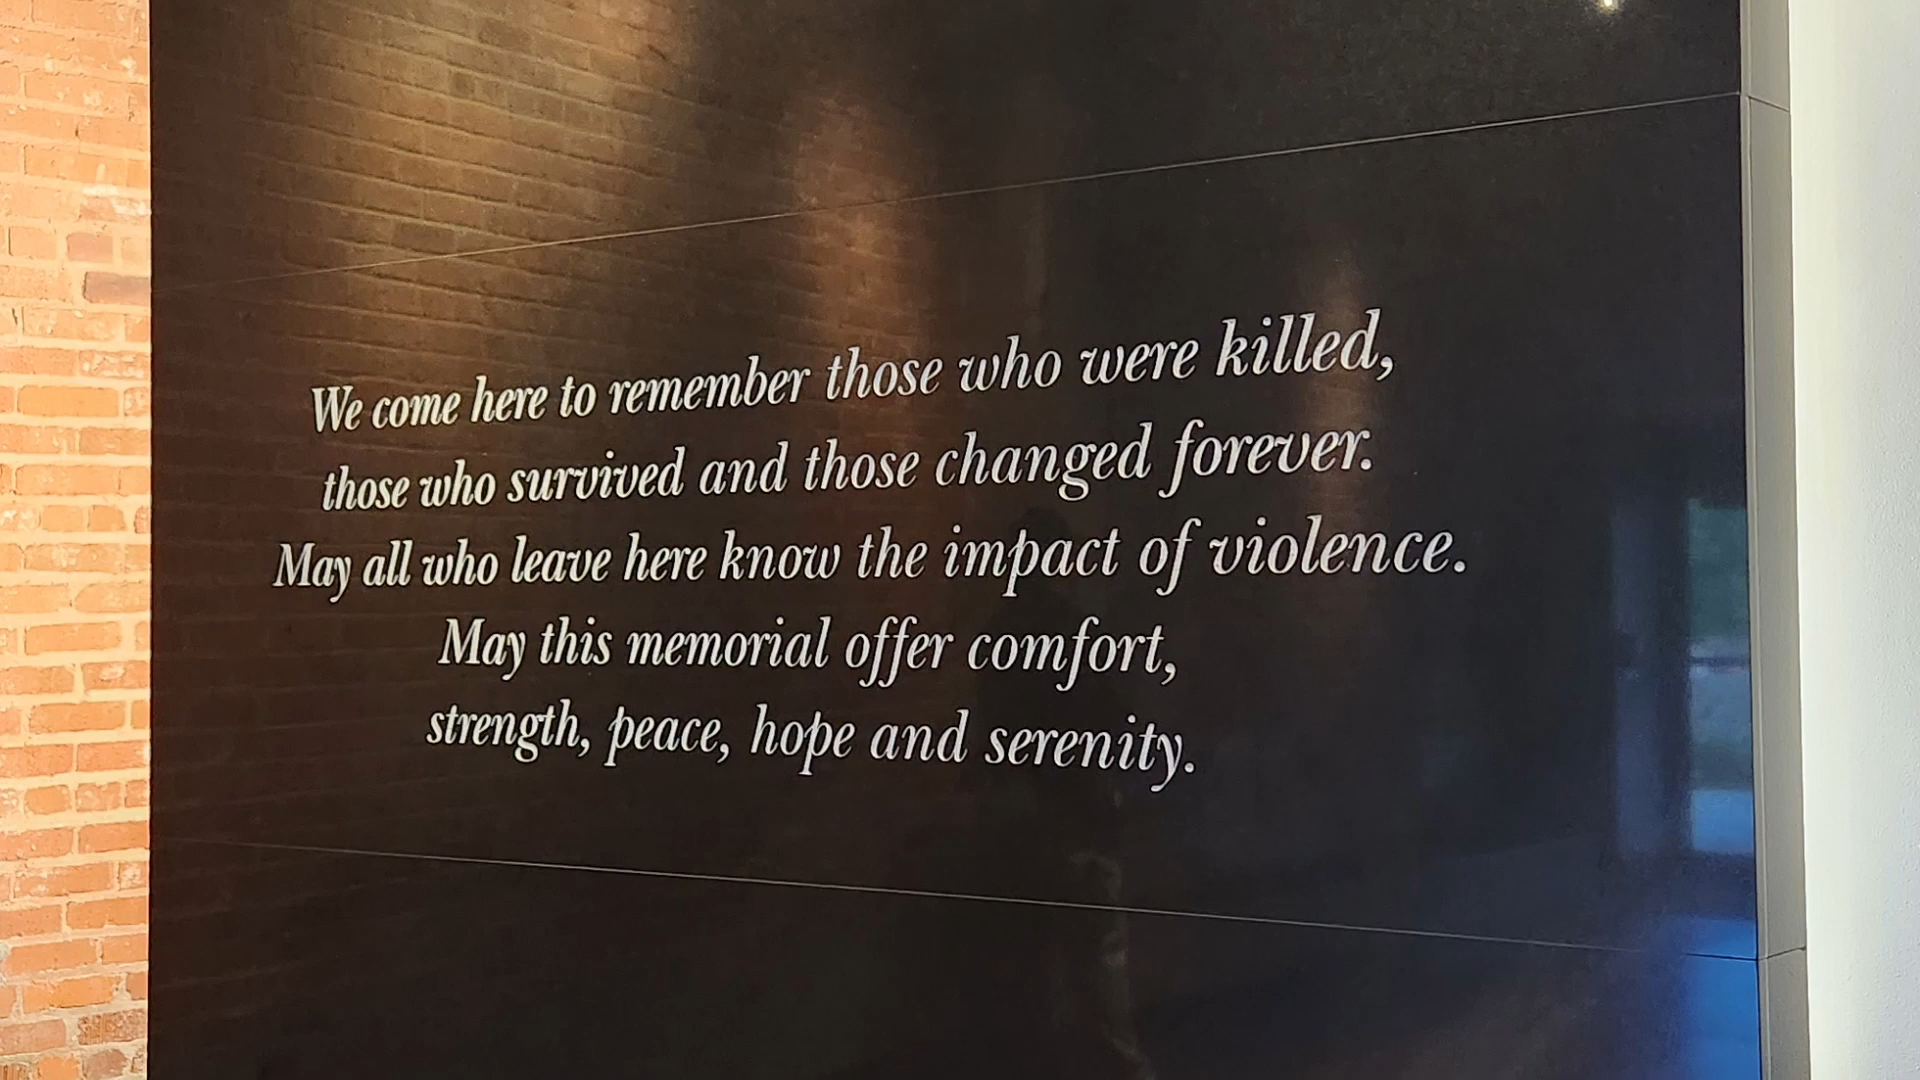 We come here to remember those who were killed,
those who survived and those changed forever.
May all who leave here know the impact of violence.
May this memorial offer comfort,
strength, peace, hope and serenity.